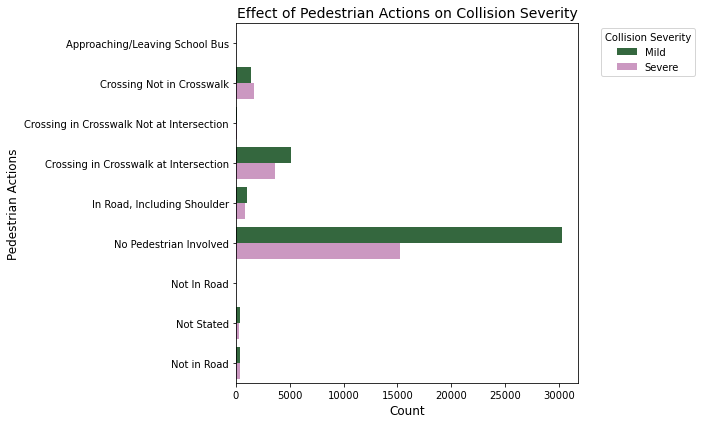 Effect of Pedestrian Actions on Collision Severity
Pedestrian Actions
Approaching/Leaving School Bus
Crossing Not in Crosswalk
Crossing in Crosswalk Not at Intersection
Crossing in Crosswalk at Intersection
In Road, Including Shoulder
No Pedestrian Involved
Not In Road
Not Stated
Not in Road
0 5000 10000 15000 20000 25000 30000
Count
Collision Severity
Mild
Severe